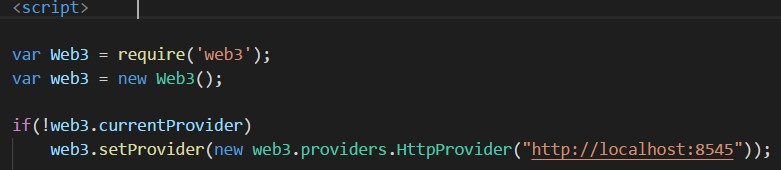 <script>
var Web3 = require('web3');
var web3 = new Web3();
if(!web3.currentProvider)
web3.setProvider(new web3.providers.HttpProvider("http://localhost:8545"));